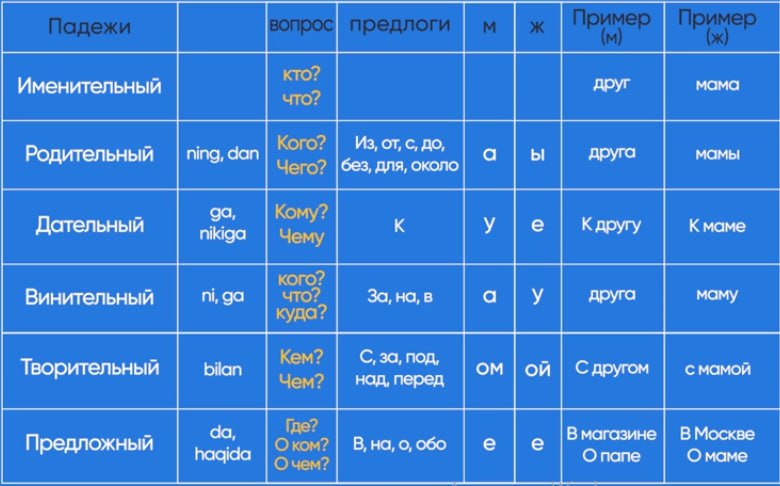 Падежи вопрос предлоги м ж Пример (м) Пример (ж)
Именительный кто? что? друг мама
Родительный ning, dan Кого? Чего? Из, от, с, до, без, для, около а ы друга мамы
Дательный ga, nikiga Кому? Чему К у е К другу К маме
Винительный ni, ga кого? что? куда? За, на, в а у друга маму
Творительный bilan Кем? Чем? С, за, под, над, перед ом ой С другом с мамой
Предложный da, haqida Где? О ком? О чем? В, на, о, обо е е В магазине О папе В Москве О маме